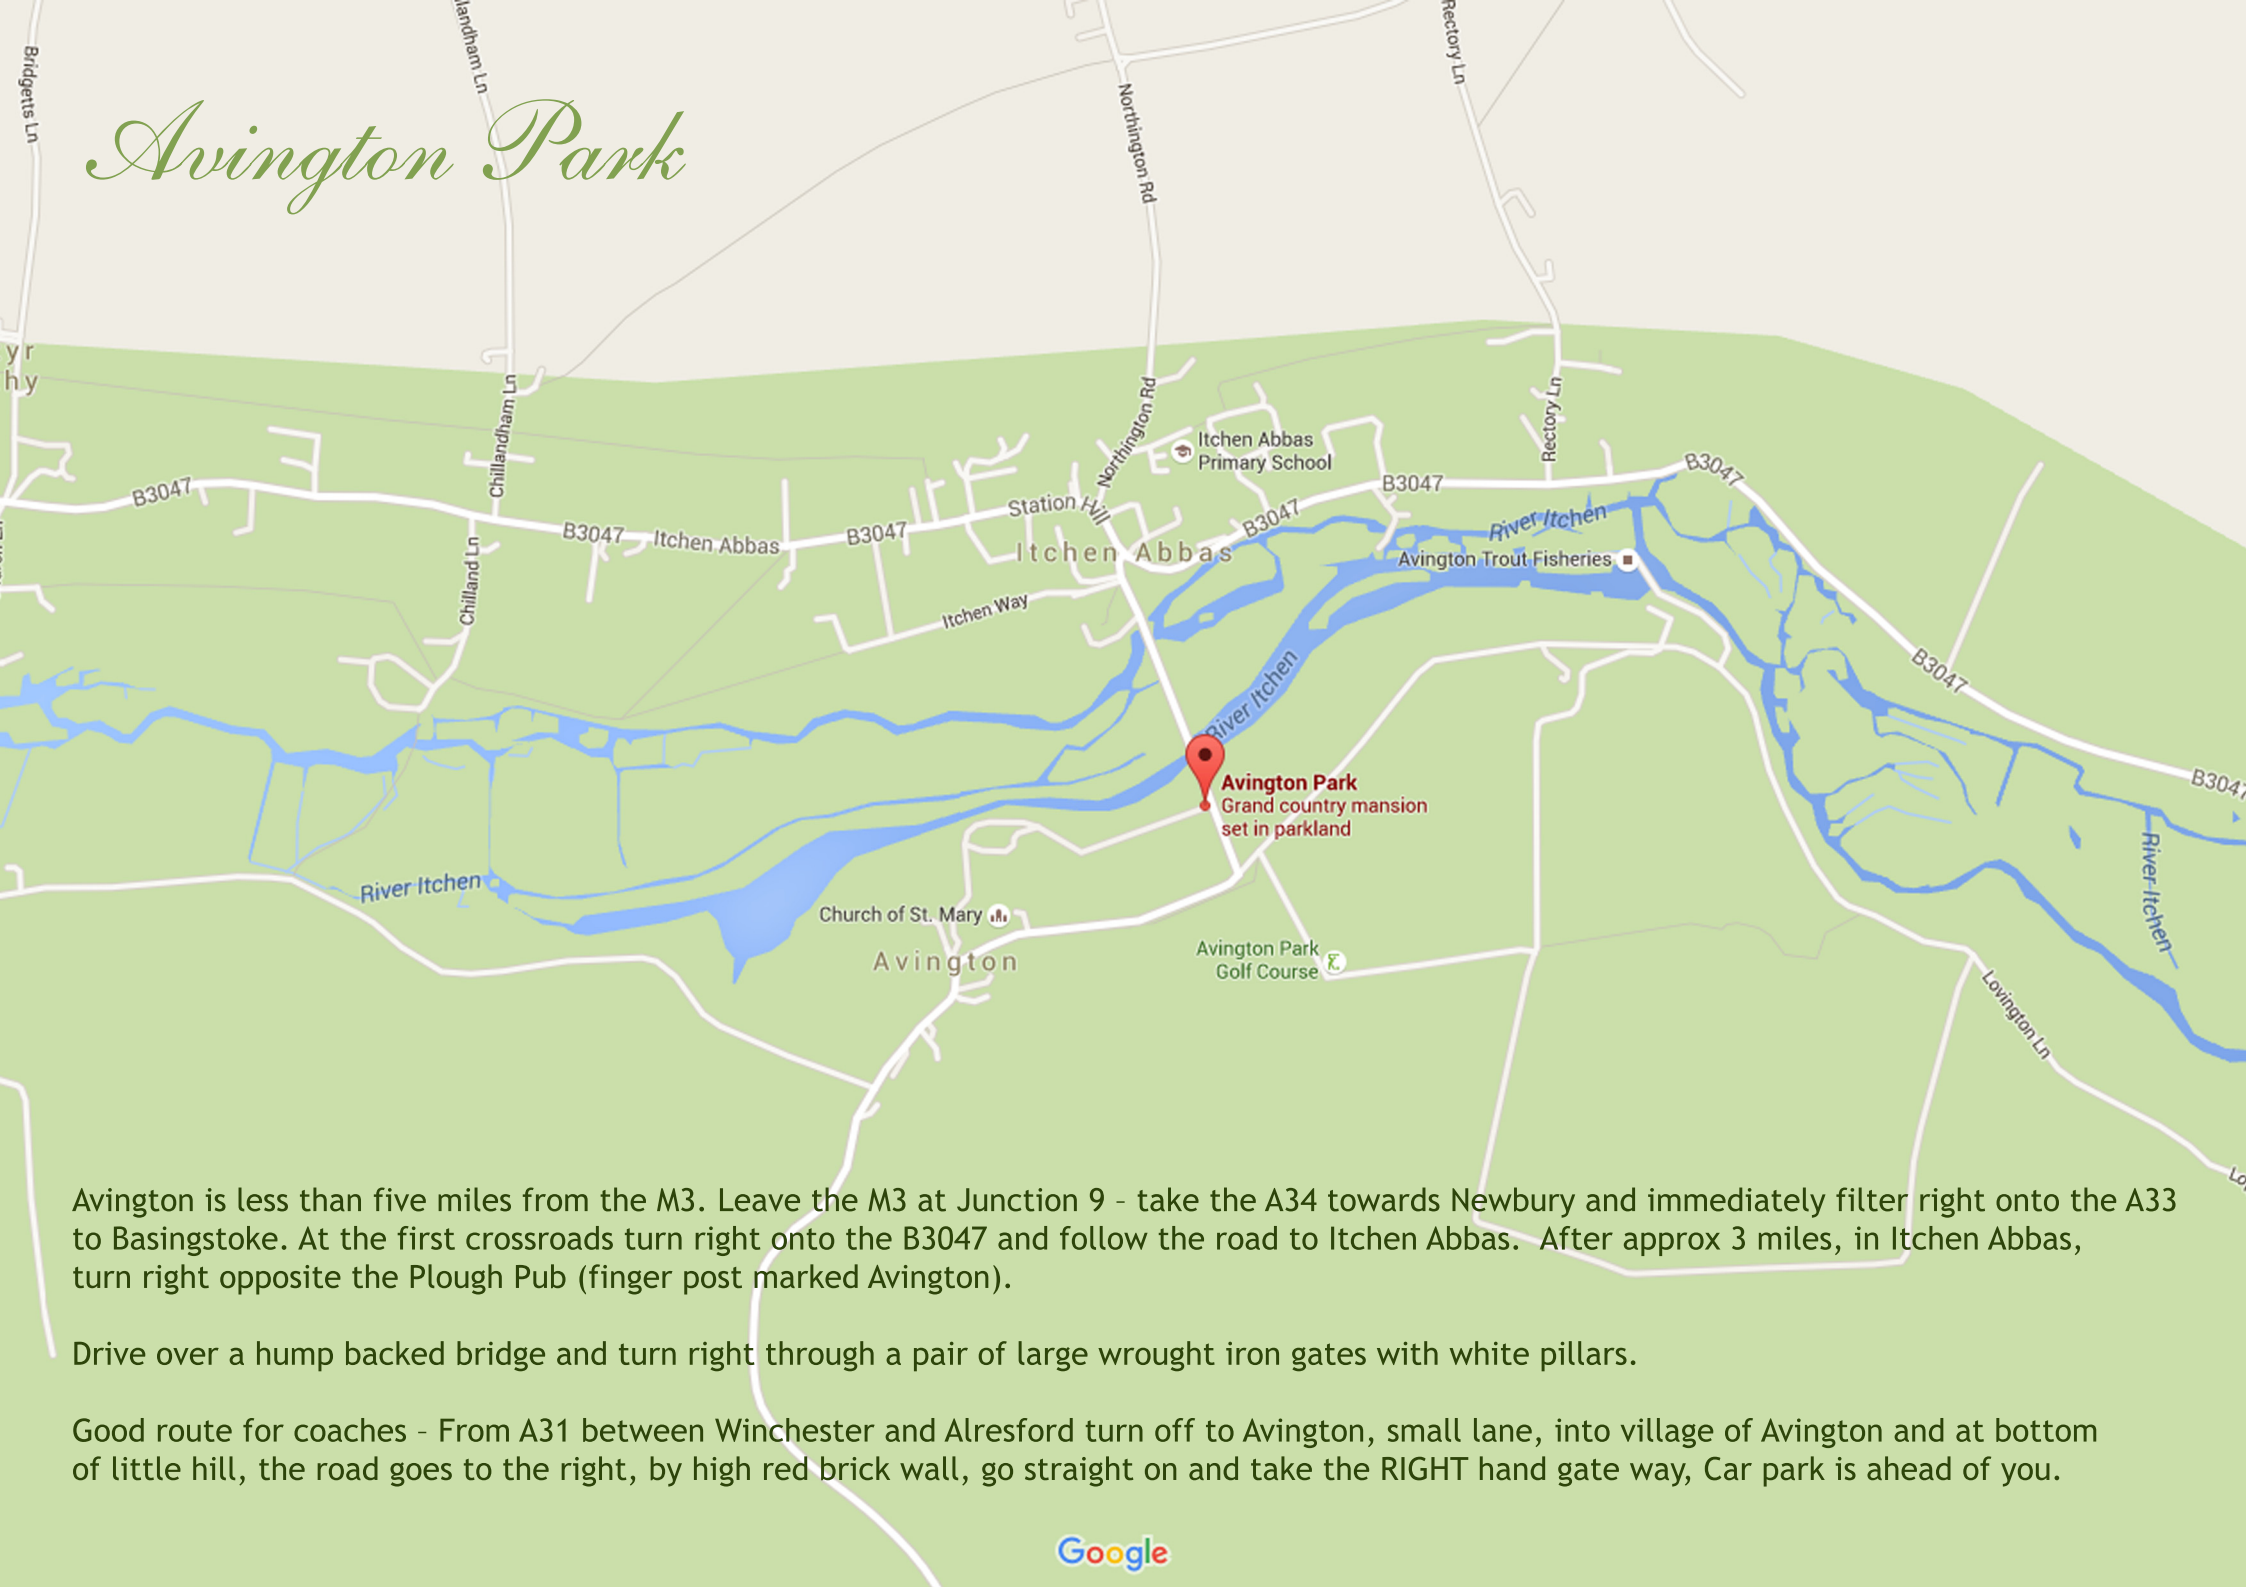 Bridgetts Ln
llandham Ln
Rectory Ln
Northington Rd
Avington Park
yr
hy
Chillandham Ln
Northington Rd
Rectory Ln
Itchen Abbas
Primary School
B3047
B3047
B3047
Station Hill
B3047
B3047
Itchen Abbas
B3047
River Itchen
Itchen Abbas
Avington Trout Fisheries
Chilland Ln
Itchen Way
River Itchen
B3047
B3047
Avington Park
Grand country mansion
set in parkland
River Itchen
River Itchen
Church of St. Mary
Avington
Avington Park
Golf Course
Lovington Ln
Lo
Avington is less than five miles from the M3. Leave the M3 at Junction 9 – take the A34 towards Newbury and immediately filter right onto the A33
to Basingstoke. At the first crossroads turn right onto the B3047 and follow the road to Itchen Abbas.  After approx 3 miles, in Itchen Abbas,
turn right opposite the Plough Pub (finger post marked Avington).
Drive over a hump backed bridge and turn right through a pair of large wrought iron gates with white pillars.
Good route for coaches – From A31 between Winchester and Alresford turn off to Avington, small lane, into village of Avington and at bottom
of little hill, the road goes to the right, by high red brick wall, go straight on and take the RIGHT hand gate way, Car park is ahead of you.
Google